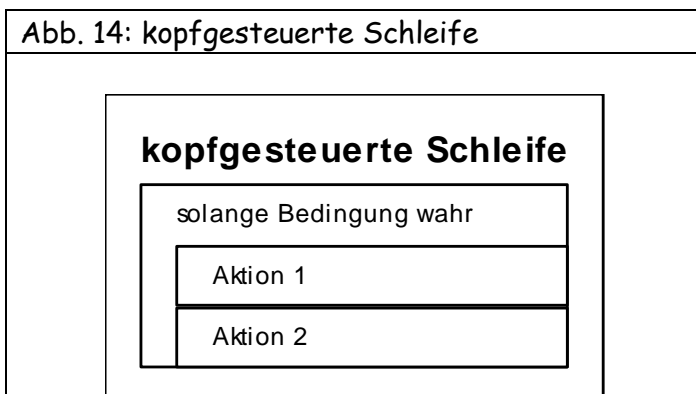 Abb. 14: kopfgesteuerte Schleife
kopfgesteuerte Schleife
solange Bedingung wahr
Aktion 1
Aktion 2